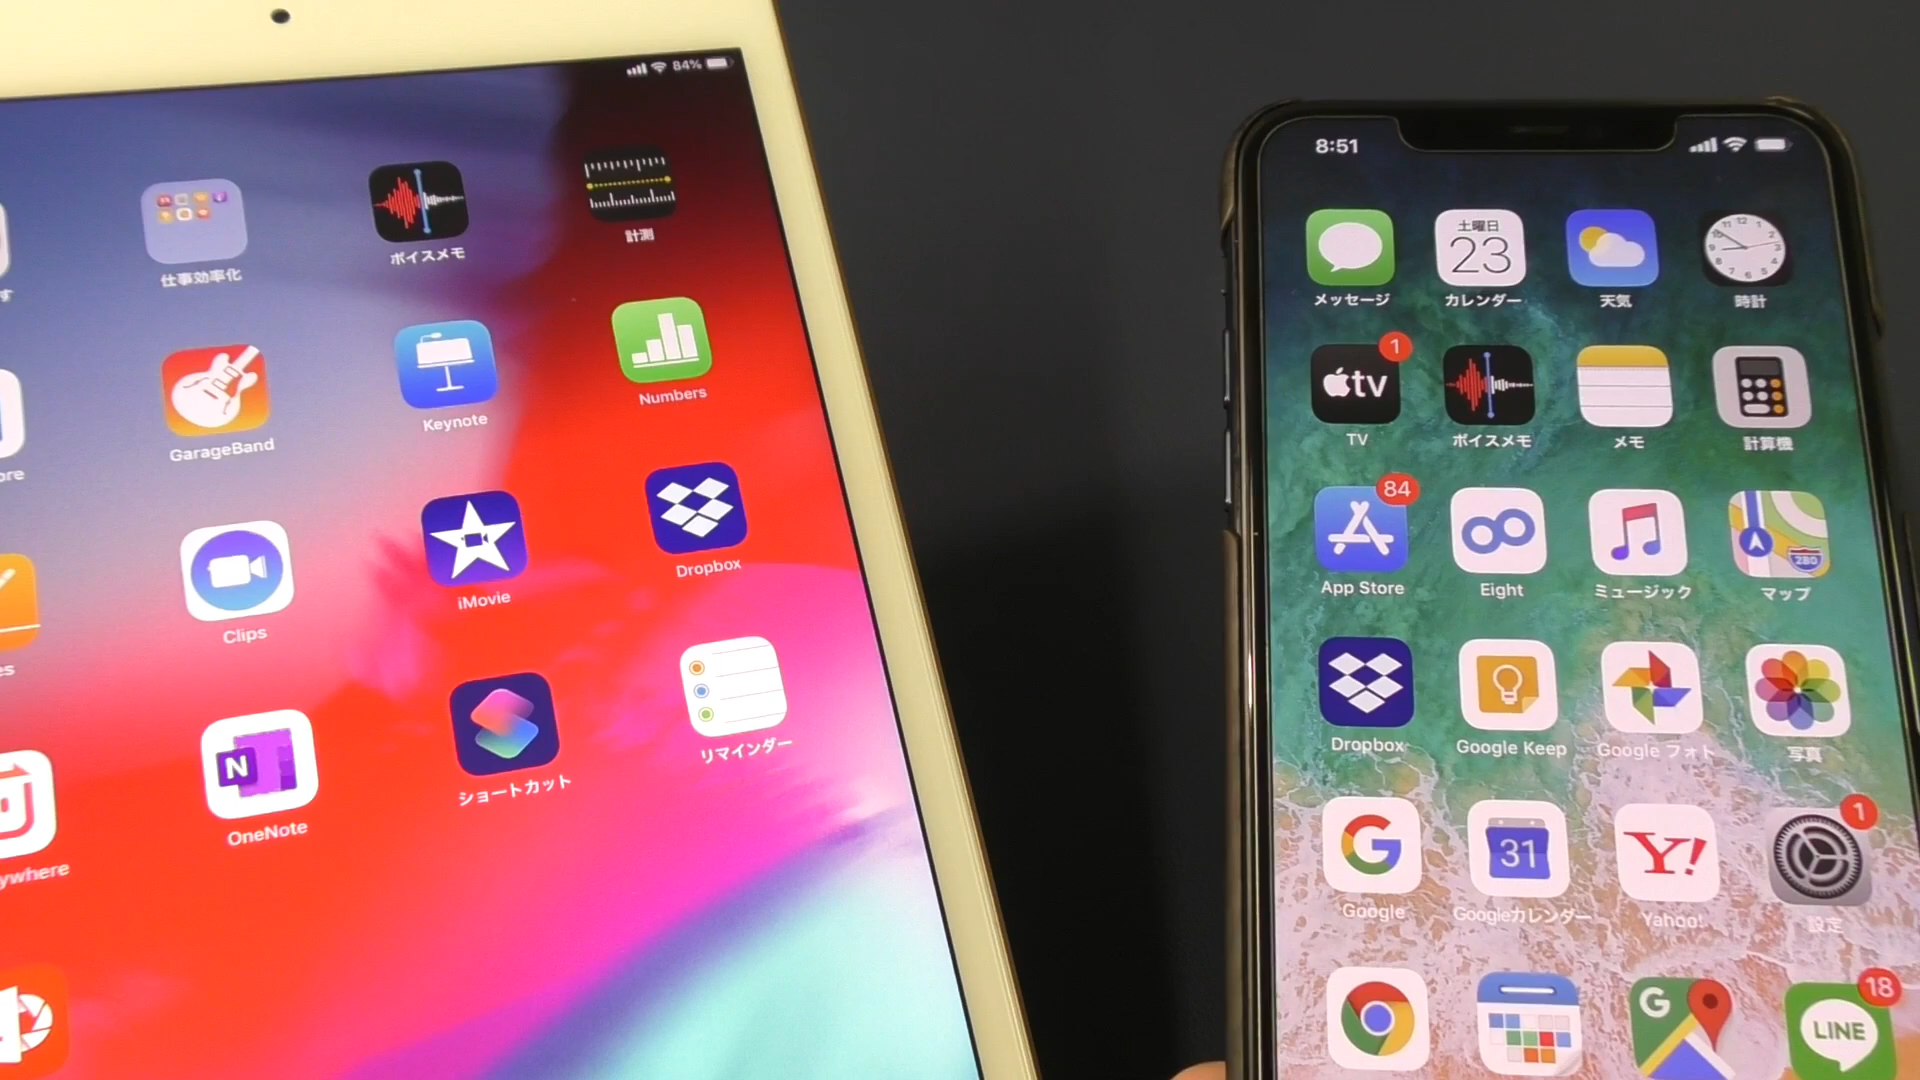 84%
仕事効率化
ボイスメモ
計測
す
GarageBand
Keynote
Numbers
ore
Clips
iMovie
Dropbox
es
N
OneNote
ショートカット
リマインダー
ywhere
8:51
土曜日
23
メッセージ
カレンダー
天気
時計
1
tv
TV
ボイスメモ
メモ
計算機
84
280
App Store
Eight
ミュージック
マップ
Dropbox
Google Keep
Google フォト
写真
1
G
31
Y!
Google
Googleカレンダー
Yahoo!
設定
G
18
LINE